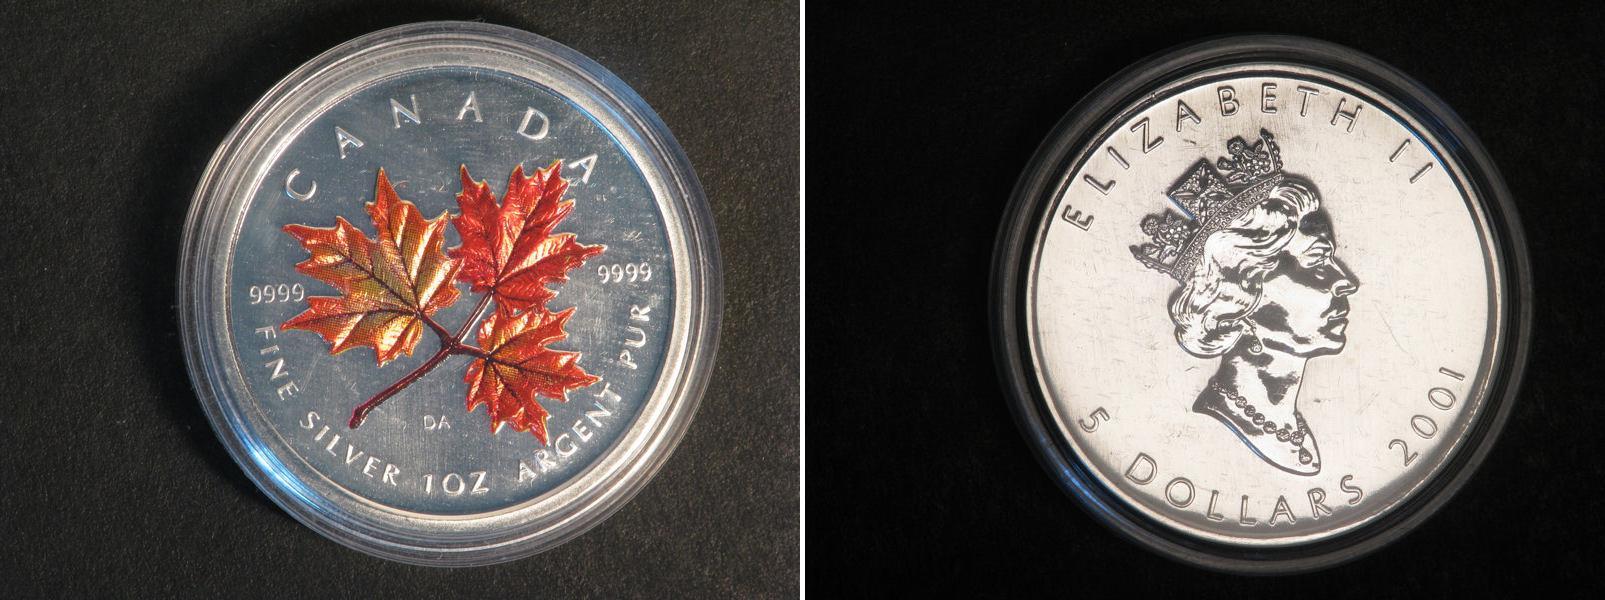 CANADA
9999
9999
FINE SILVER 1OZ ARGENT PUR
DA
ELIZABETH II
5 DOLLARS 2001